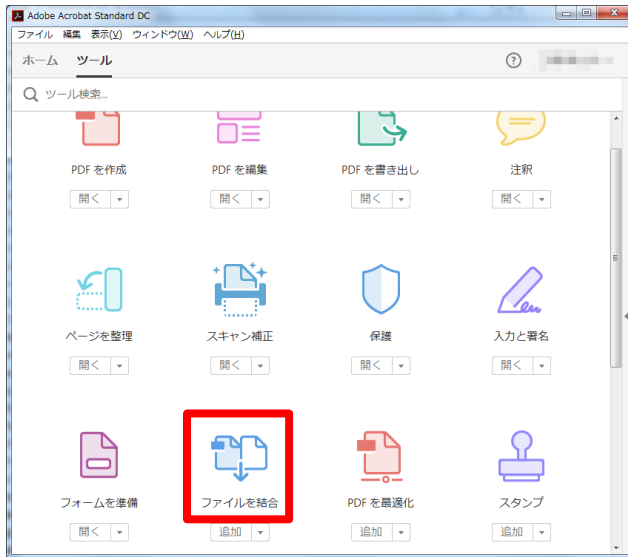 Adobe Acrobat Standard DC
ファイル 編集 表示(V) ウィンドウ(W) ヘルプ(H)
ホーム ツール
ツール検索...
PDF を作成 PDF を編集 PDF を書き出し 注釈
開く 開く 開く 開く
ページを整理 スキャン補正 保護 入力と署名
開く 開く 開く 開く
フォームを準備 ファイルを結合 PDF を最適化 スタンプ
開く 追加 追加 追加